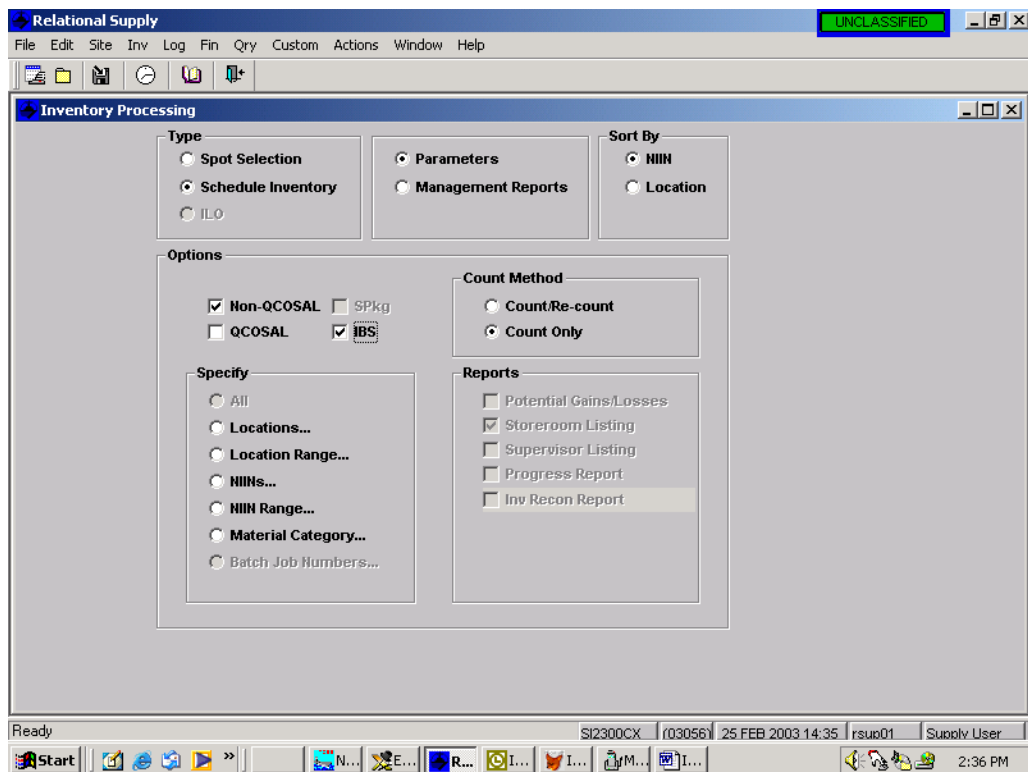 Relational Supply
UNCLASSIFIED
File Edit Site Inv Log Fin Qry Custom Actions Window Help
Inventory Processing
Type
Spot Selection
Schedule Inventory
ILO
Parameters
Management Reports
Sort By
NIIN
Location
Options
Non-QCOSAL SPkg
QCOSAL IBS
Count Method
Count/Re-count
Count Only
Specify
All
Locations...
Location Range...
NIINs...
NIIN Range...
Material Category...
Batch Job Numbers...
Reports
Potential Gains/Losses
Storeroom Listing
Supervisor Listing
Progress Report
Inv Recon Report
Ready SI2300CX (03056) 25 FEB 2003 14:35 rsup01 Supply User
Start » N... E... R... I... I... M... I... 2:36 PM